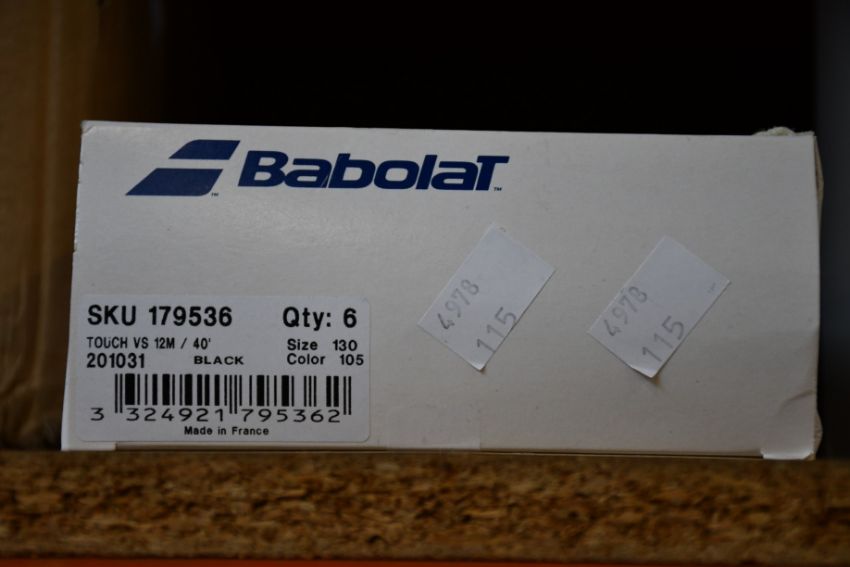 BabolaT™
SKU 179536 Qty: 6
TOUCH VS 12M / 40' Size 130
201031 BLACK Color 105
3 324921 795362
Made in France
4978
115
4978
115